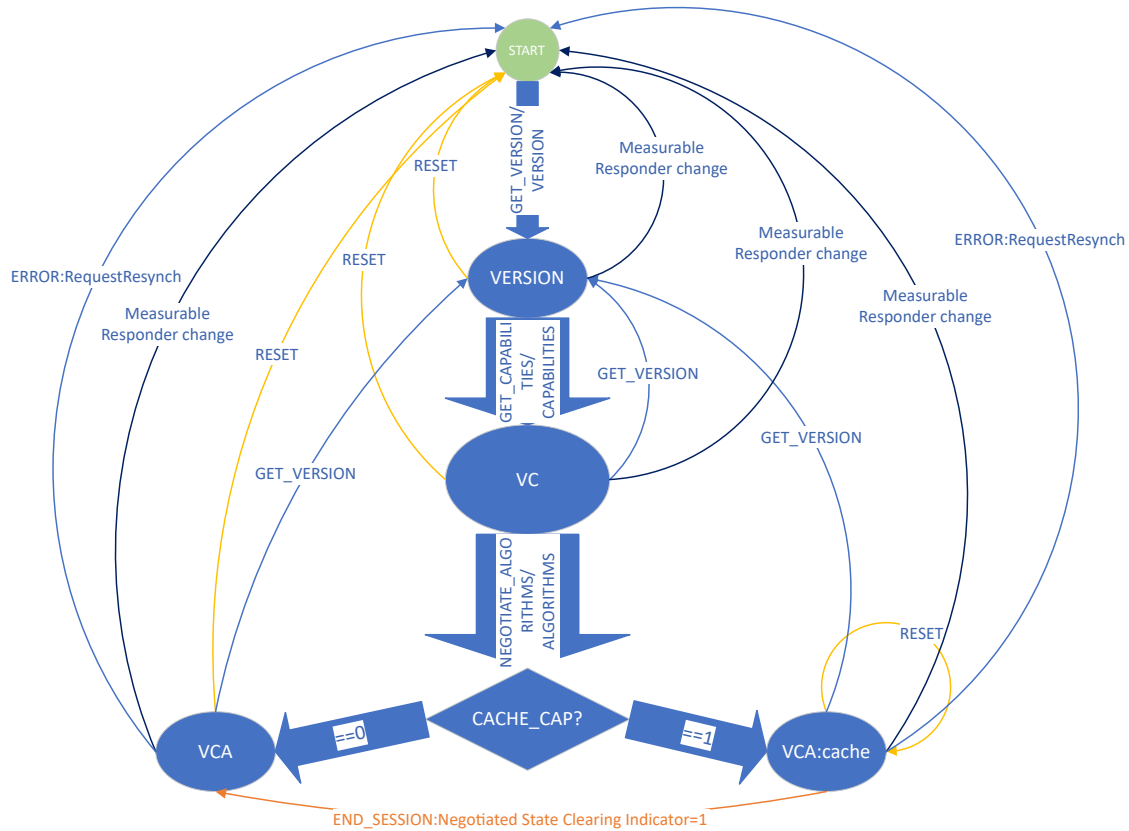 START
GET_VERSION/
VERSION
RESET
Measurable
Responder change
RESET
Measurable
Responder change
ERROR:RequestResynch
ERROR:RequestResynch
VERSION
Measurable
Responder change
Measurable
Responder change
RESET
GET_CAPABILI
TIES/
CAPABILITIES
GET_VERSION
GET_VERSION
GET_VERSION
VC
NEGOTIATE_ALGO
RITHMS/
ALGORITHMS
RESET
CACHE_CAP?
==0
==1
VCA
VCA:cache
END_SESSION:Negotiated State Clearing Indicator=1